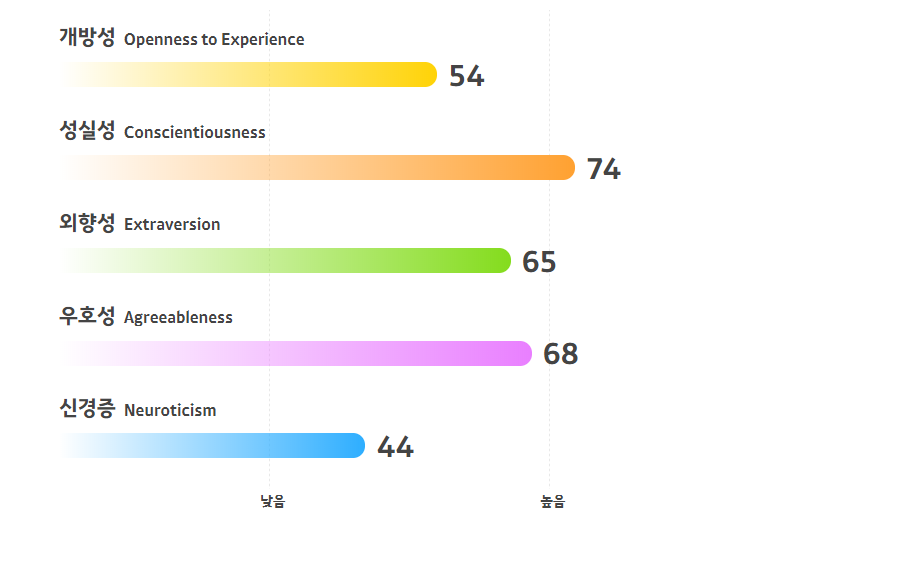 개방성 Openness to Experience
54
성실성 Conscientiousness
74
외향성 Extraversion
65
우호성 Agreeableness
68
신경증 Neuroticism
44
낮음 높음